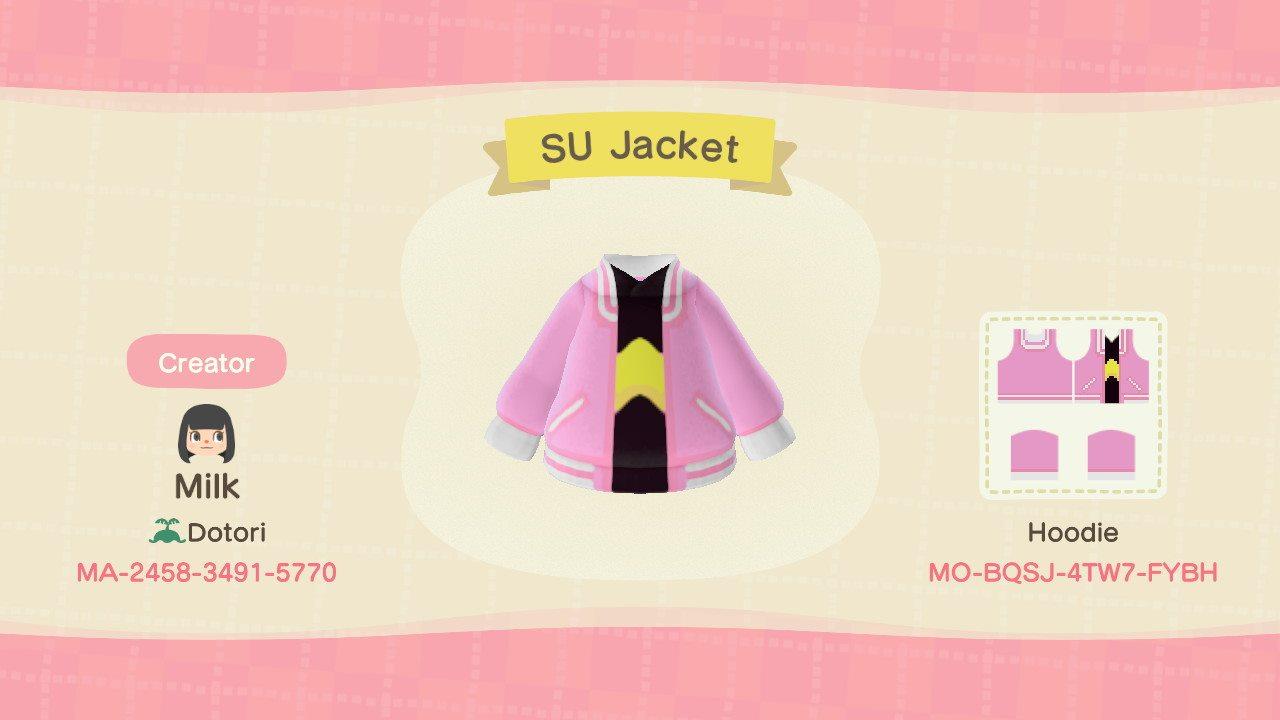 SU Jacket
Creator
Milk
Dotori
MA-2458-3491-5770
Hoodie
MO-BQSJ-4TW7-FYBH